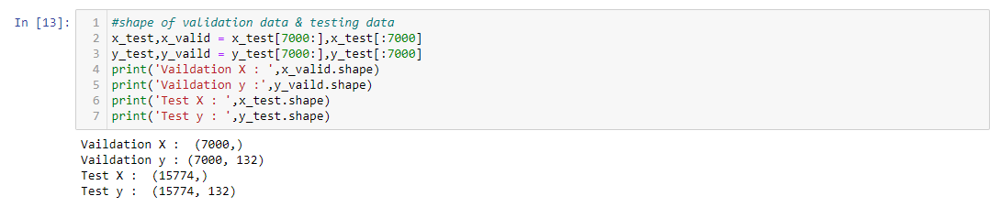 In [13]:
1 #shape of validation data & testing data
2 x_test,x_valid = x_test[7000:],x_test[:7000]
3 y_test,y_vaild = y_test[7000:],y_test[:7000]
4 print('Vaildation X : ',x_valid.shape)
5 print('Vaildation y :',y_vaild.shape)
6 print('Test X : ',x_test.shape)
7 print('Test y : ',y_test.shape)
Vaildation X :  (7000,)
Vaildation y : (7000, 132)
Test X :  (15774,)
Test y :  (15774, 132)